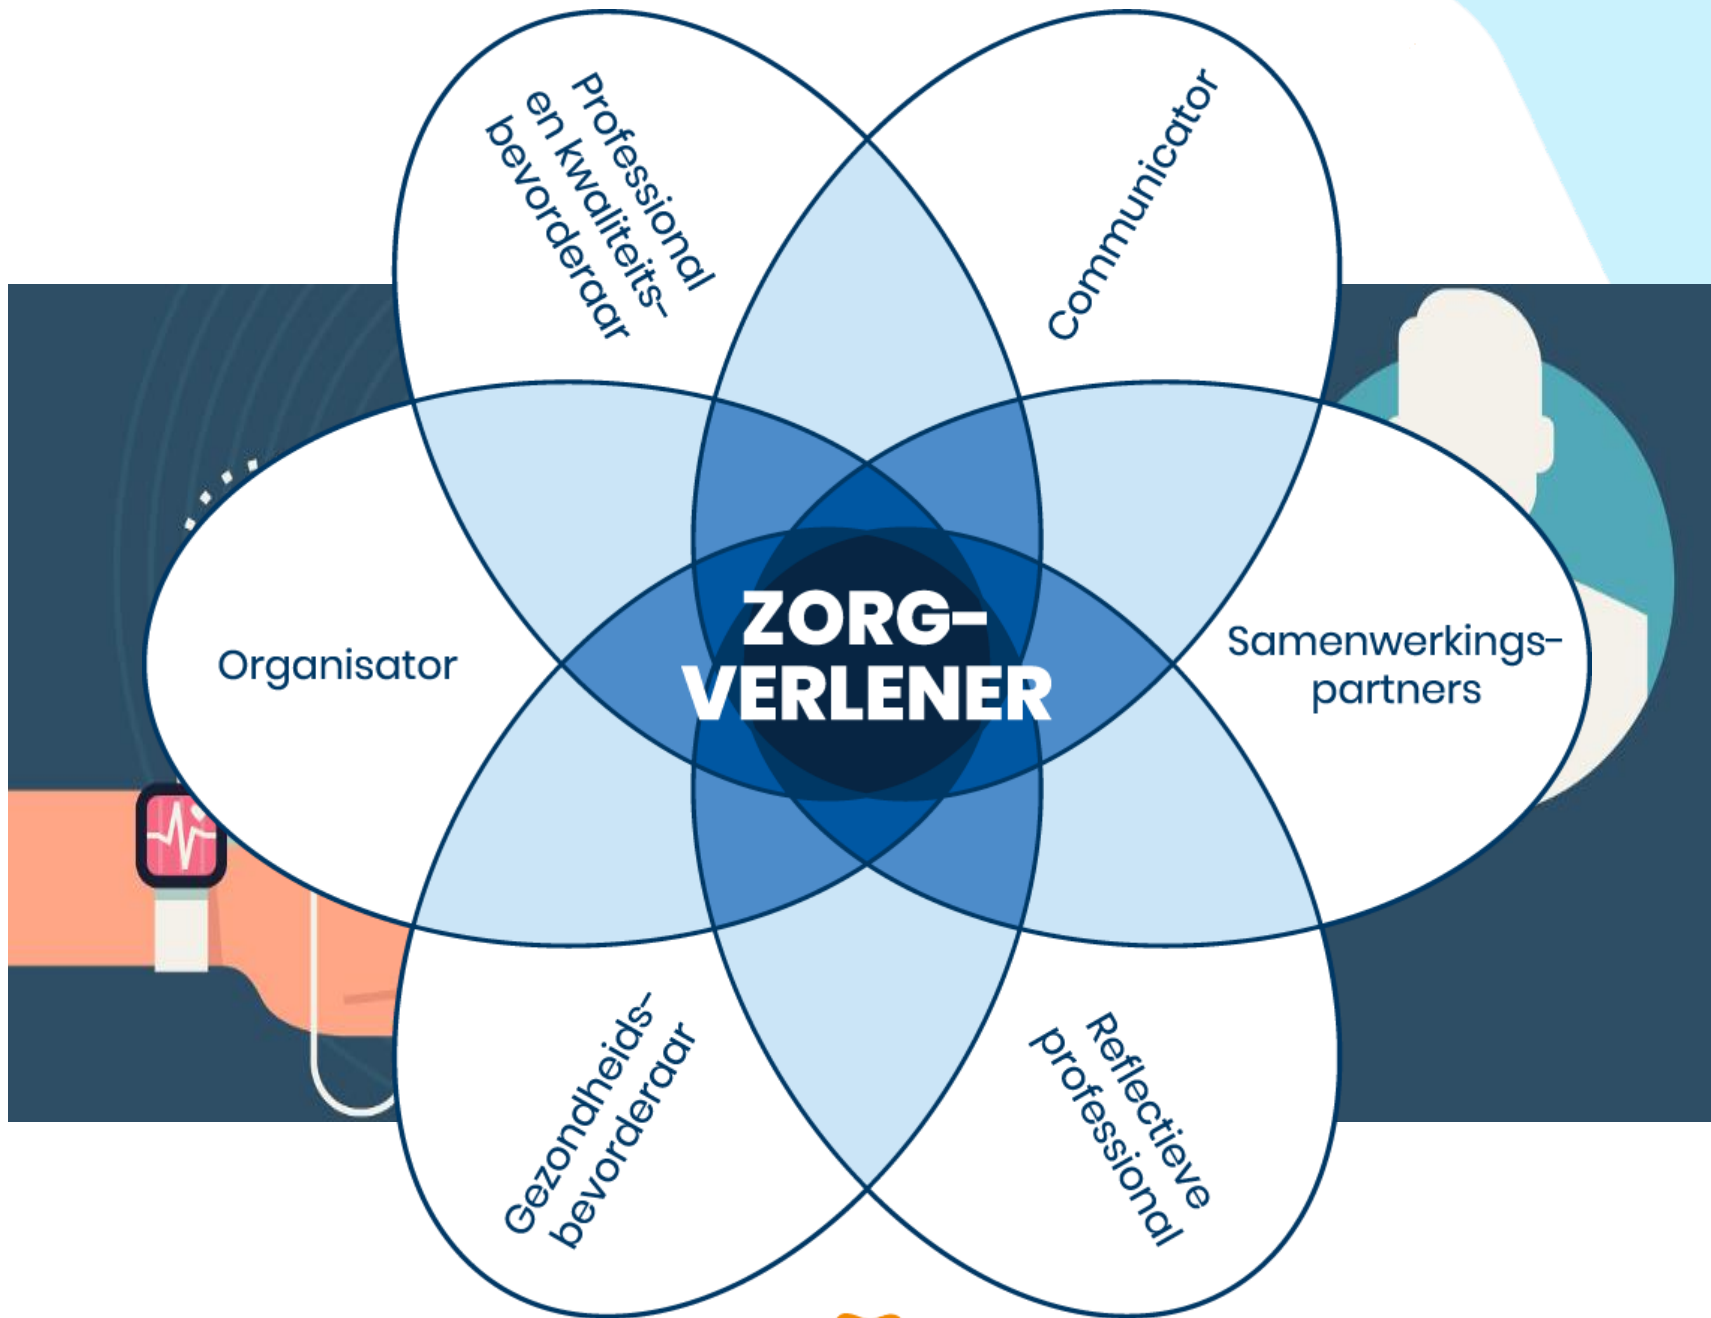 Professional
en kwaliteits-
bevorderaar
Communicator
Organisator
ZORG-
VERLENER
Samenwerkings-
partners
Gezondheids-
bevorderaar
Reflectieve
professional